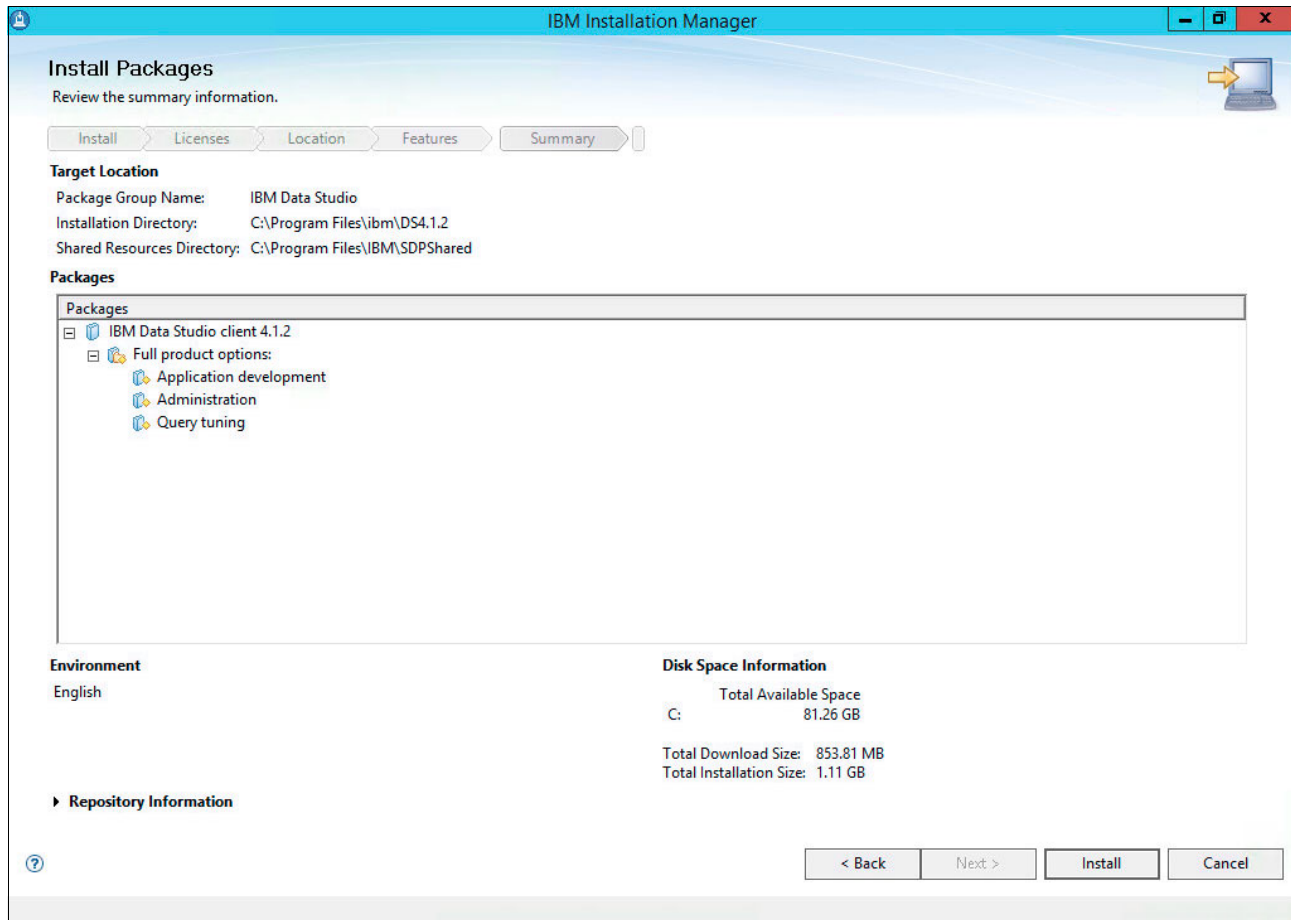 IBM Installation Manager
Install Packages
Review the summary information.
Install Licenses Location Features Summary
Target Location
Package Group Name: IBM Data Studio
Installation Directory: C:\Program Files\ibm\DS4.1.2
Shared Resources Directory: C:\Program Files\IBM\SDPShared
Packages
Packages
IBM Data Studio client 4.1.2
Full product options:
Application development
Administration
Query tuning
Environment
English
Disk Space Information
Total Available Space
C: 81.26 GB
Total Download Size: 853.81 MB
Total Installation Size: 1.11 GB
Repository Information
< Back Next > Install Cancel